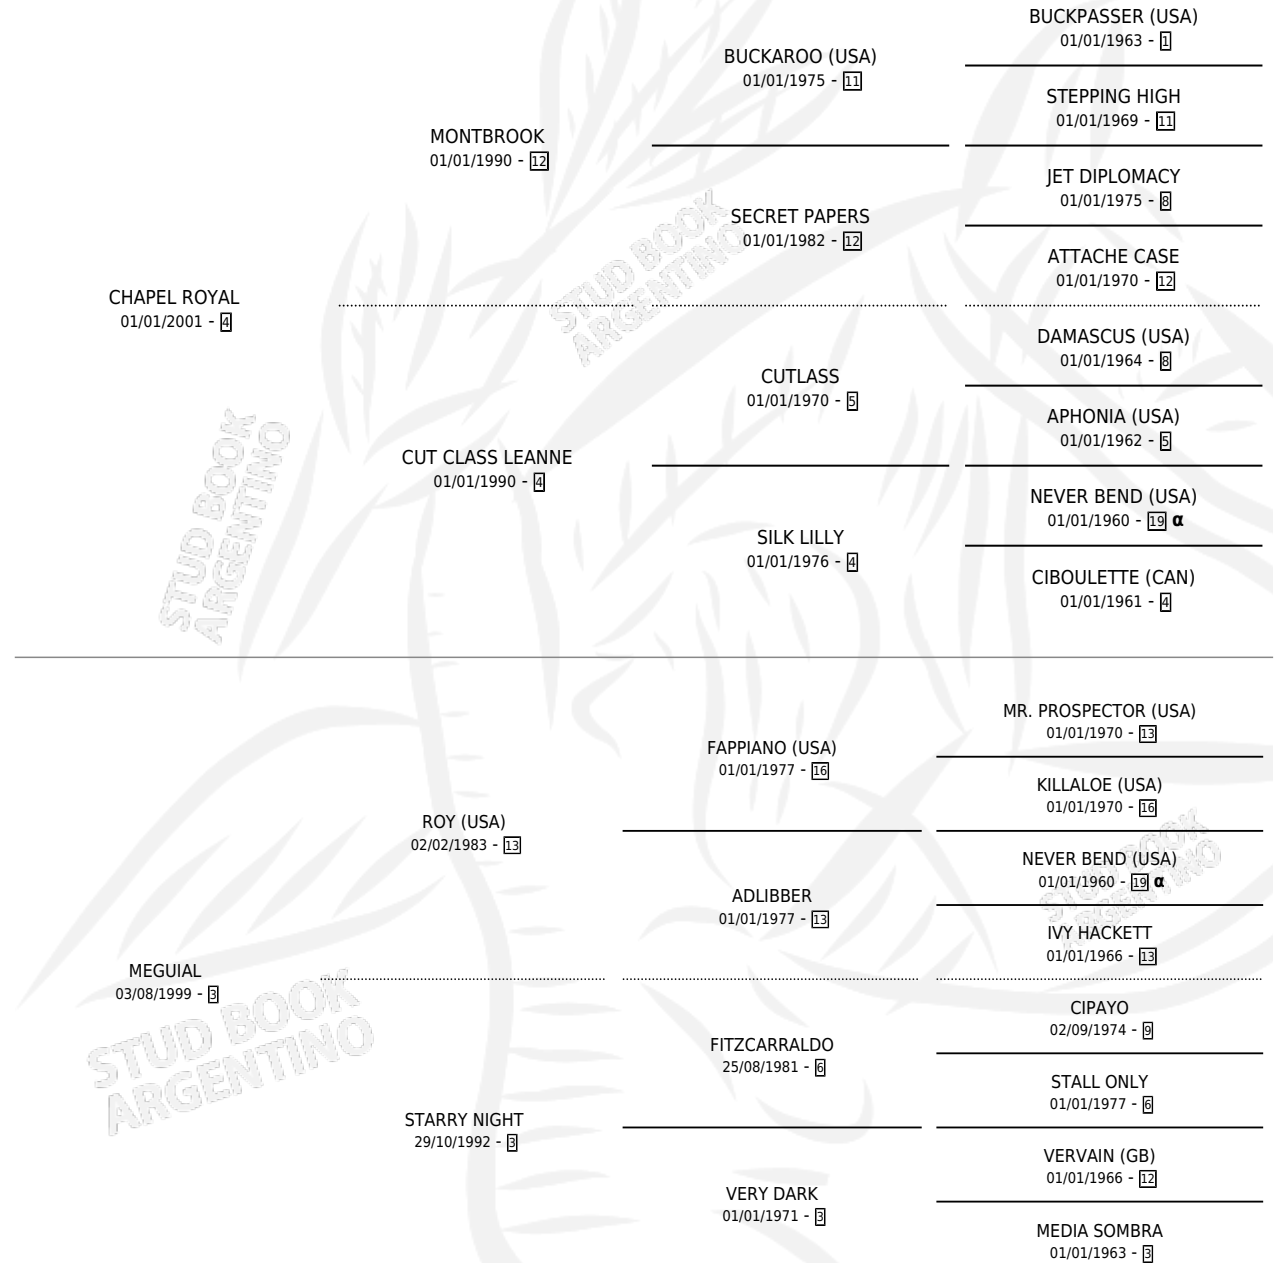 BUCKPASSER (USA)
01/01/1963 - 1
BUCKAROO (USA)
01/01/1975 - 11
STEPPING HIGH
01/01/1969 - 11
MONTBROOK
01/01/1990 - 12
JET DIPLOMACY
01/01/1975 - 8
SECRET PAPERS
01/01/1982 - 12
ATTACHE CASE
01/01/1970 - 12
CHAPEL ROYAL
01/01/2001 - 4
DAMASCUS (USA)
01/01/1964 - 8
CUTLASS
01/01/1970 - 5
APHONIA (USA)
01/01/1962 - 5
CUT CLASS LEANNE
01/01/1990 - 4
NEVER BEND (USA)
01/01/1960 - 19 α
SILK LILLY
01/01/1976 - 4
CIBOULETTE (CAN)
01/01/1961 - 4
MR. PROSPECTOR (USA)
01/01/1970 - 13
FAPPIANO (USA)
01/01/1977 - 16
KILLALOE (USA)
01/01/1970 - 16
ROY (USA)
02/02/1983 - 13
NEVER BEND (USA)
01/01/1960 - 19 α
ADLIBBER
01/01/1977 - 13
IVY HACKETT
01/01/1966 - 13
MEGUIAL
03/08/1999 - 3
CIPAYO
02/09/1974 - 9
FITZCARRALDO
25/08/1981 - 6
STALL ONLY
01/01/1977 - 6
STARRY NIGHT
29/10/1992 - 3
VERVAIN (GB)
01/01/1966 - 12
VERY DARK
01/01/1971 - 3
MEDIA SOMBRA
01/01/1963 - 3
STUD BOOK
ARGENTINO
STUD BOOK
ARGENTINO
STUD BOOK
ARGENTINO
STUD BOOK
ARGENTINO